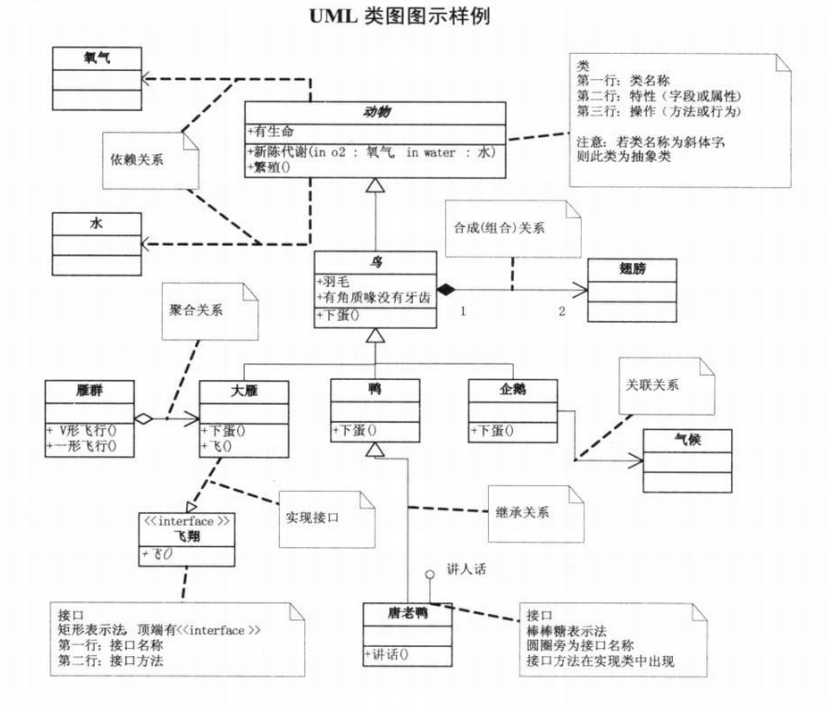 UML 类图图示样例
氧气
动物
+有生命
+新陈代谢(in o2 : 氧气, in water : 水)
+繁殖()
类
第一行：类名称
第二行：特性（字段或属性）
第三行：操作（方法或行为）
注意：若类名称为斜体字，
则此类为抽象类
依赖关系
水
合成(组合)关系
鸟
+羽毛
+有角质喙没有牙齿
+下蛋()
1
2
翅膀
聚合关系
雁群
+ V形飞行()
+一形飞行()
大雁
+下蛋()
+飞()
鸭
+下蛋()
企鹅
+下蛋()
关联关系
气候
<<interface>>
飞翔
+飞()
实现接口
继承关系
讲人话
接口
矩形表示法，顶端有<<interface>>
第一行：接口名称
第二行：接口方法
唐老鸭
+讲话()
接口
棒棒糖表示法
圆圈旁为接口名称
接口方法在实现类中出现